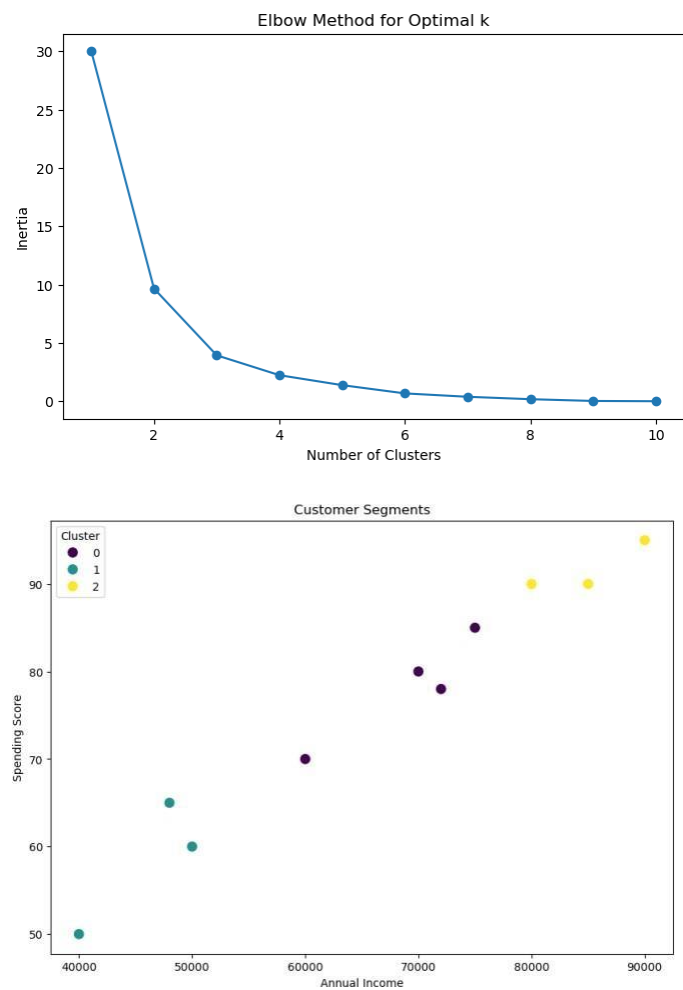 Elbow Method for Optimal k
30
25
20
15
10
5
0
Inertia
2 4 6 8 10
Number of Clusters
Customer Segments
Cluster
0
1
2
90
80
70
60
50
Spending Score
40000 50000 60000 70000 80000 90000
Annual Income